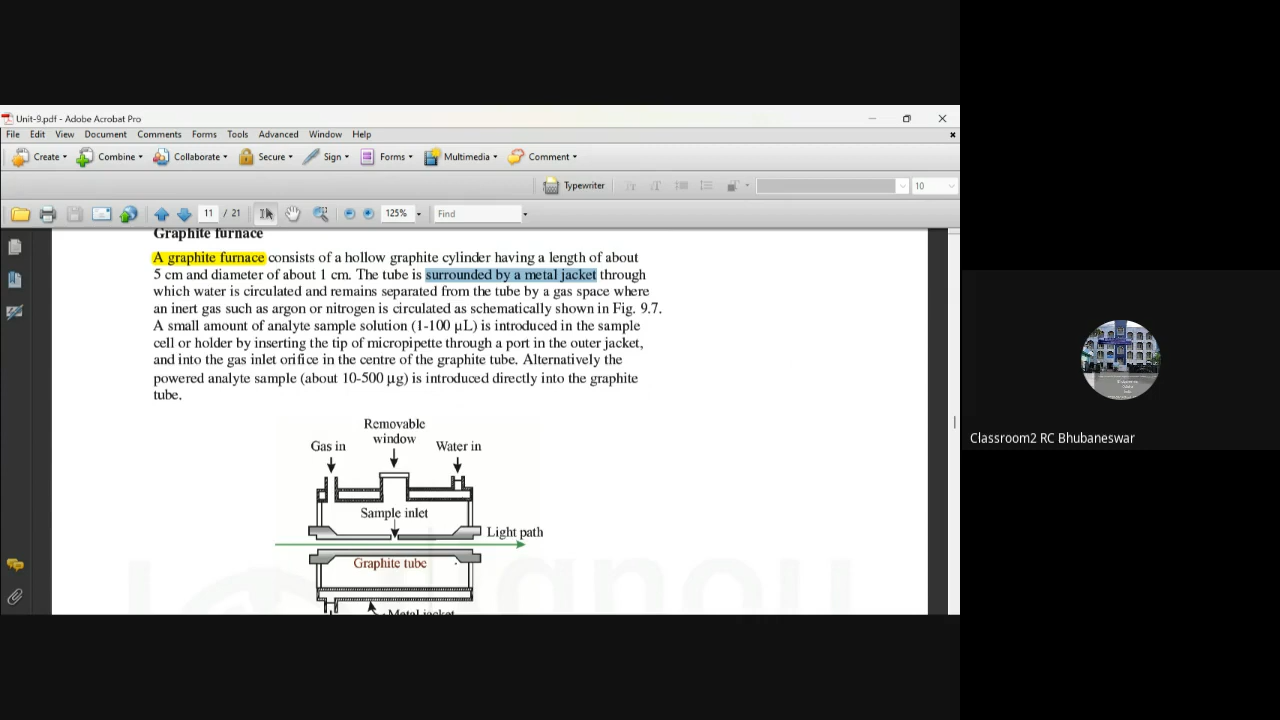 Unit-9.pdf - Adobe Acrobat Pro
File Edit View Document Comments Forms Tools Advanced Window Help
Create Combine Collaborate Secure Sign Forms Multimedia Comment
Typewriter 10
11 / 21 125% Find
Graphite furnace
A graphite furnace consists of a hollow graphite cylinder having a length of about
5 cm and diameter of about 1 cm. The tube is surrounded by a metal jacket through
which water is circulated and remains separated from the tube by a gas space where
an inert gas such as argon or nitrogen is circulated as schematically shown in Fig. 9.7.
A small amount of analyte sample solution (1-100 μL) is introduced in the sample
cell or holder by inserting the tip of micropipette through a port in the outer jacket,
and into the gas inlet orifice in the centre of the graphite tube. Alternatively the
powered analyte sample (about 10-500 μg) is introduced directly into the graphite
tube.
Removable
window
Gas in
Water in
Sample inlet
Light path
Graphite tube
Metal jacket
ignou
Classroom2 RC Bhubaneswar